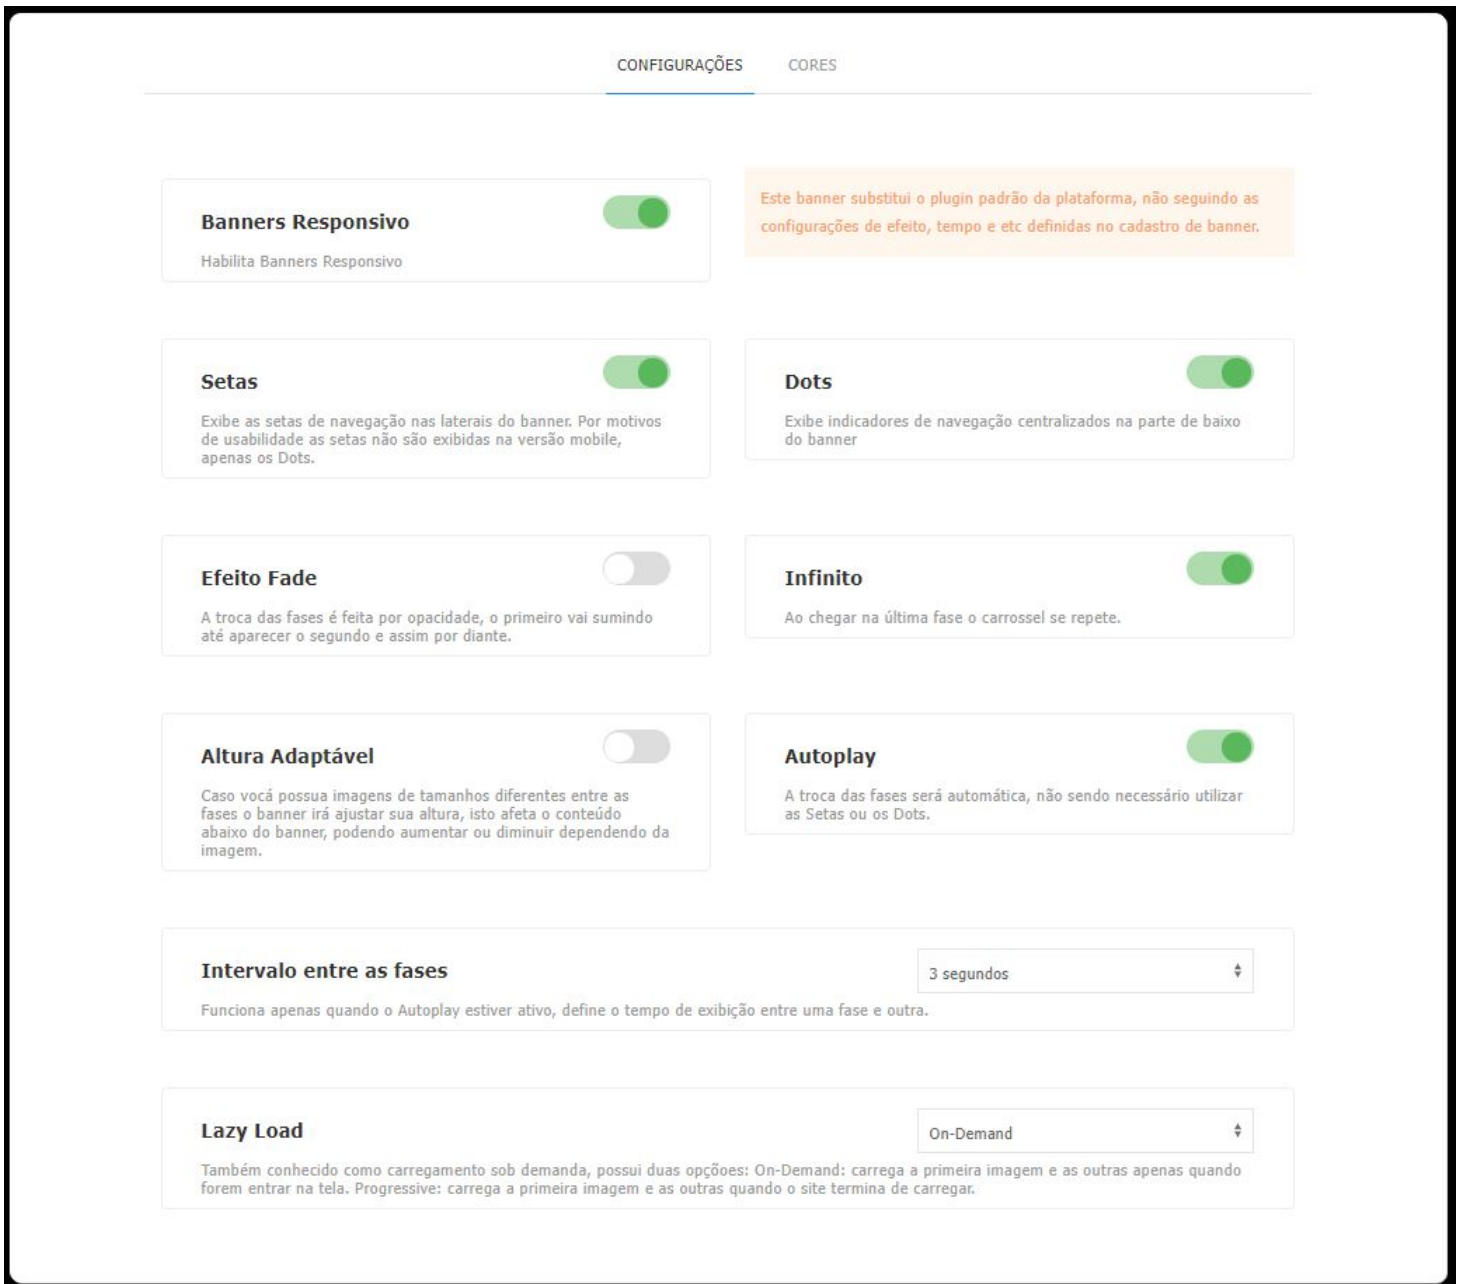 CONFIGURAÇÕES CORES
Banners Responsivo
Habilita Banners Responsivo
Este banner substitui o plugin padrão da plataforma, não seguindo as
configurações de efeito, tempo e etc definidas no cadastro de banner.
Setas
Exibe as setas de navegação nas laterais do banner. Por motivos
de usabilidade as setas não são exibidas na versão mobile,
apenas os Dots.
Dots
Exibe indicadores de navegação centralizados na parte de baixo
do banner
Efeito Fade
A troca das fases é feita por opacidade, o primeiro vai sumindo
até aparecer o segundo e assim por diante.
Infinito
Ao chegar na última fase o carrossel se repete.
Altura Adaptável
Caso vocá possua imagens de tamanhos diferentes entre as
fases o banner irá ajustar sua altura, isto afeta o conteúdo
abaixo do banner, podendo aumentar ou diminuir dependendo da
imagem.
Autoplay
A troca das fases será automática, não sendo necessário utilizar
as Setas ou os Dots.
Intervalo entre as fases
3 segundos
Funciona apenas quando o Autoplay estiver ativo, define o tempo de exibição entre uma fase e outra.
Lazy Load
On-Demand
Também conhecido como carregamento sob demanda, possui duas opções: On-Demand: carrega a primeira imagem e as outras apenas quando
forem entrar na tela. Progressive: carrega a primeira imagem e as outras quando o site termina de carregar.